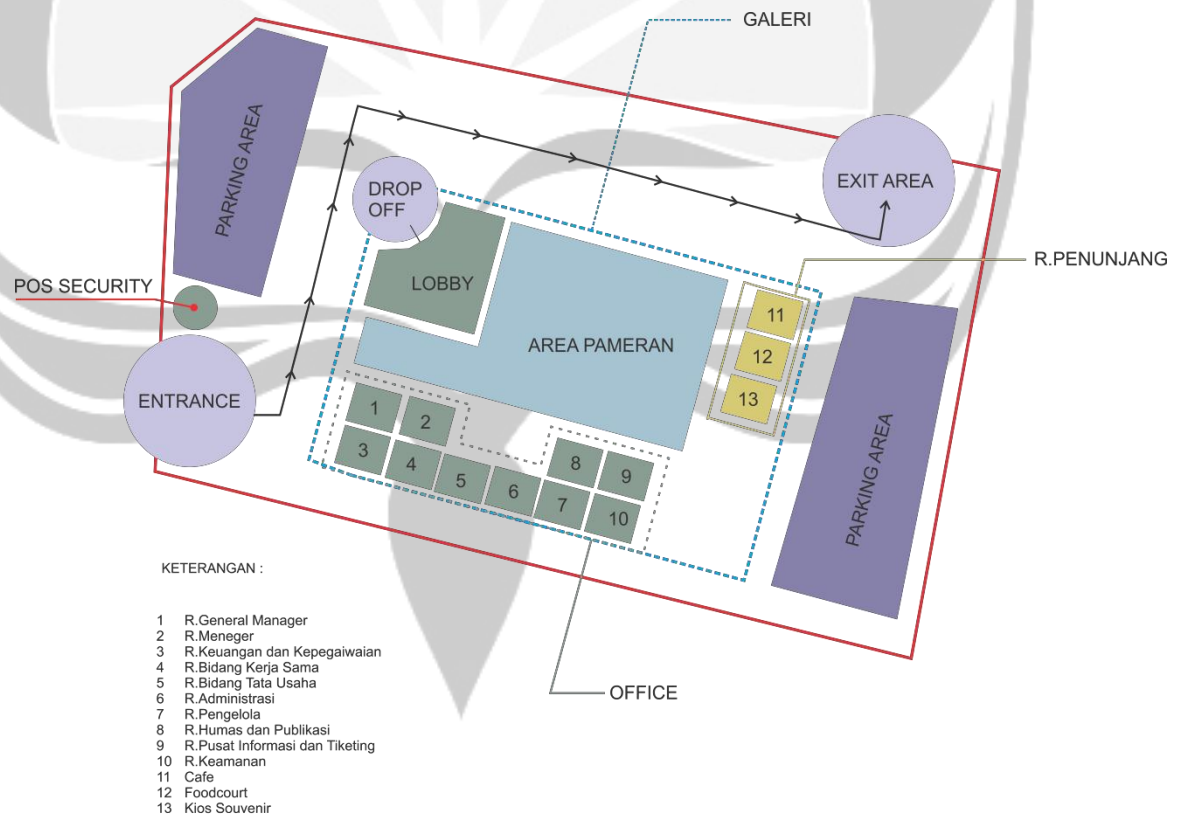 GALERI
PARKING AREA
DROP
OFF
EXIT AREA
R.PENUNJANG
POS SECURITY
LOBBY
11
AREA PAMERAN
12
13
ENTRANCE
1
2
3
4
5
6
7
8
9
10
PARKING AREA
KETERANGAN :
1 R.General Manager
2 R.Meneger
3 R.Keuangan dan Kepegaiwaian
4 R.Bidang Kerja Sama
5 R.Bidang Tata Usaha
6 R.Administrasi
7 R.Pengelola
8 R.Humas dan Publikasi
9 R.Pusat Informasi dan Tiketing
10 R.Keamanan
11 Cafe
12 Foodcourt
13 Kios Souvenir
OFFICE